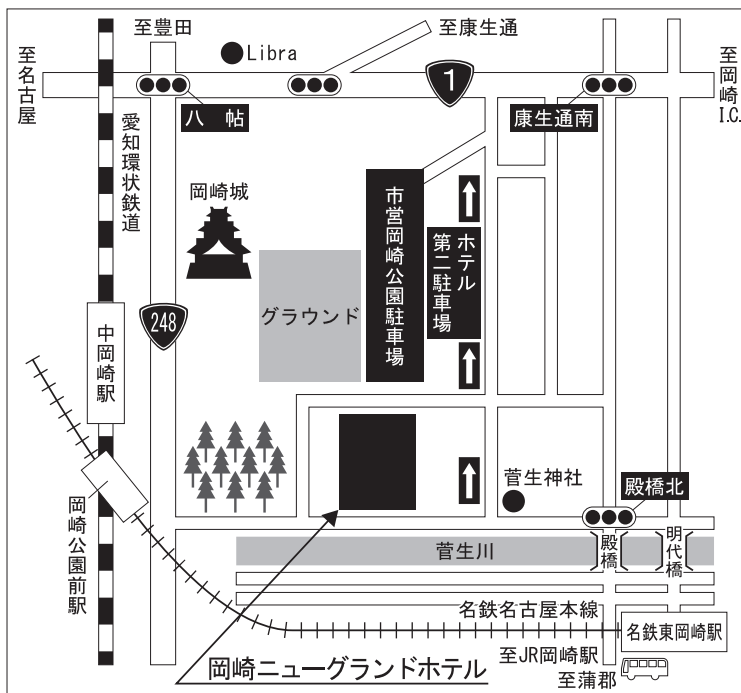 至豊田
至康生通
Libra
至名古屋
1
至岡崎I.C.
八帖
康生通南
愛知環状鉄道
岡崎城
市営岡崎公園駐車場
ホテル
第二駐車場
グラウンド
248
中岡崎駅
菅生神社
殿橋北
岡崎公園前駅
菅生川
殿橋
明代橋
名鉄名古屋本線
名鉄東岡崎駅
岡崎ニューグランドホテル
至JR岡崎駅
至蒲郡